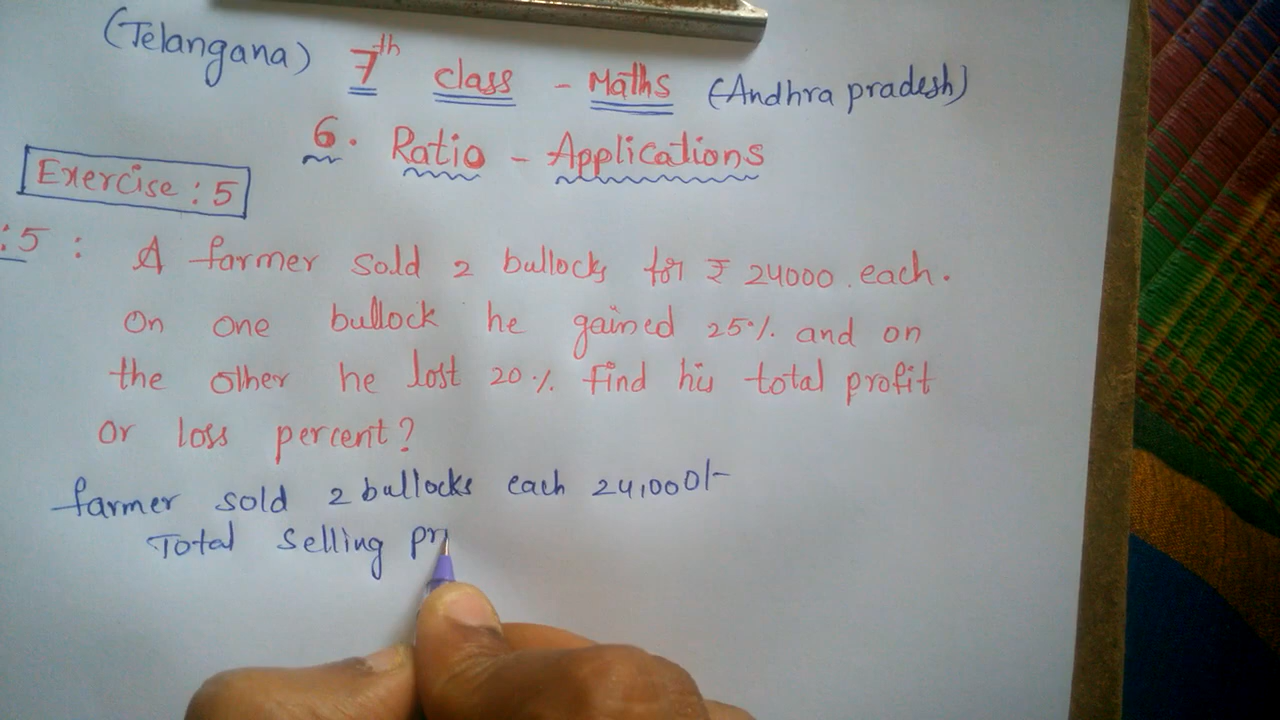 (Telangana) 7th class - Maths (Andhra pradesh)
6. Ratio - Applications
Exercise : 5
:5 : A farmer sold 2 bullocks for ₹ 24000 each.
On one bullock he gained 25% and on
the other he lost 20% Find his total profit
or loss percent?
farmer sold 2 bullocks each 24,000/-
Total selling pr